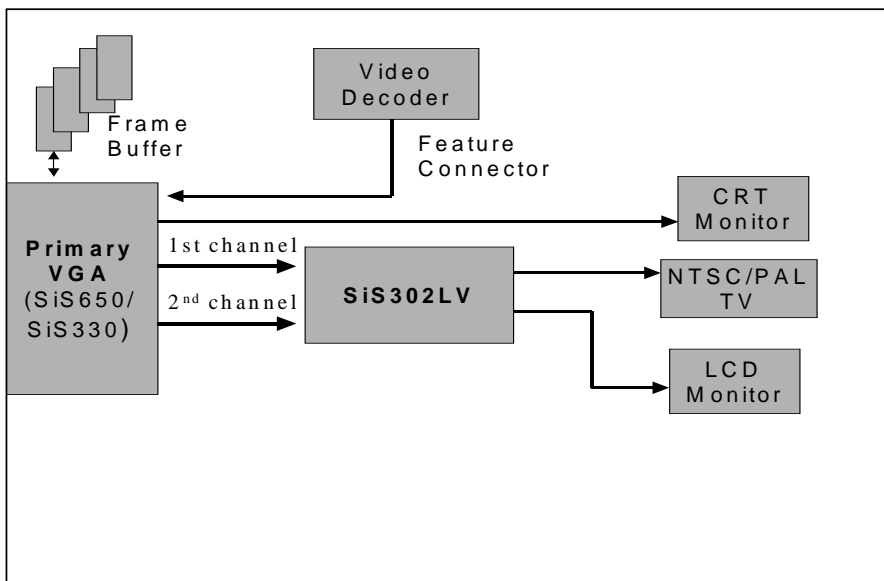 Frame
Buffer
Video
Decoder
Feature
Connector
Primary
VGA
(SiS650/
SiS330)
1st channel
2nd channel
SiS302LV
CRT
Monitor
NTSC/PAL
TV
LCD
Monitor